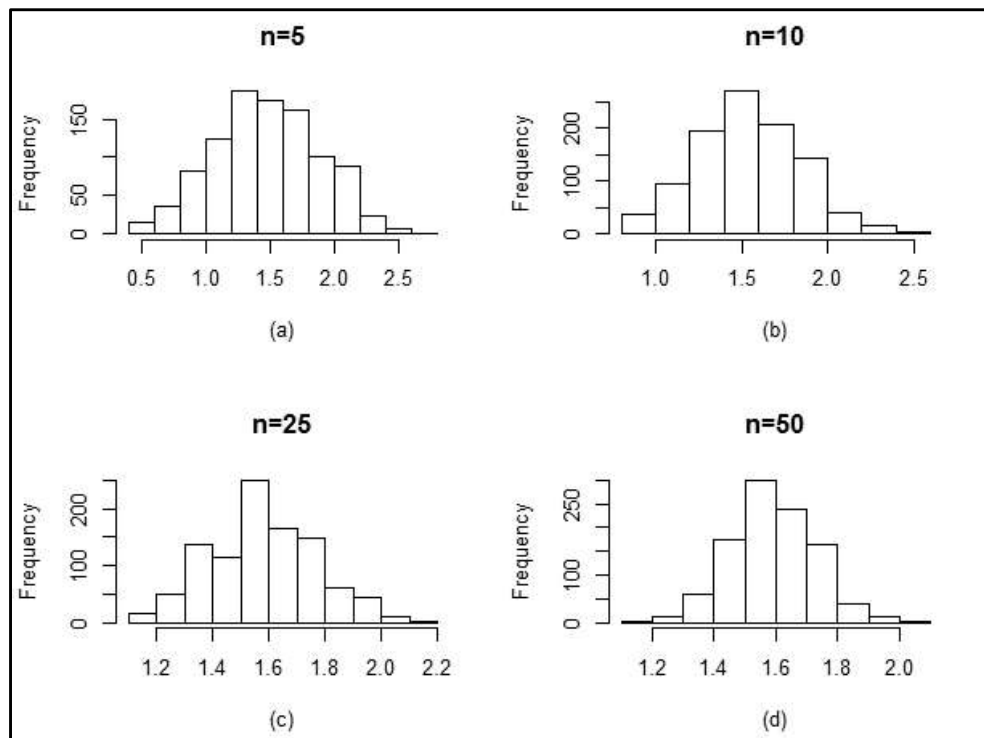 n=5
Frequency
150
50
0
0.5 1.0 1.5 2.0 2.5
(a)
n=10
Frequency
200
100
0
1.0 1.5 2.0 2.5
(b)
n=25
Frequency
200
100
0
1.2 1.4 1.6 1.8 2.0 2.2
(c)
n=50
Frequency
250
100
0
1.2 1.4 1.6 1.8 2.0
(d)